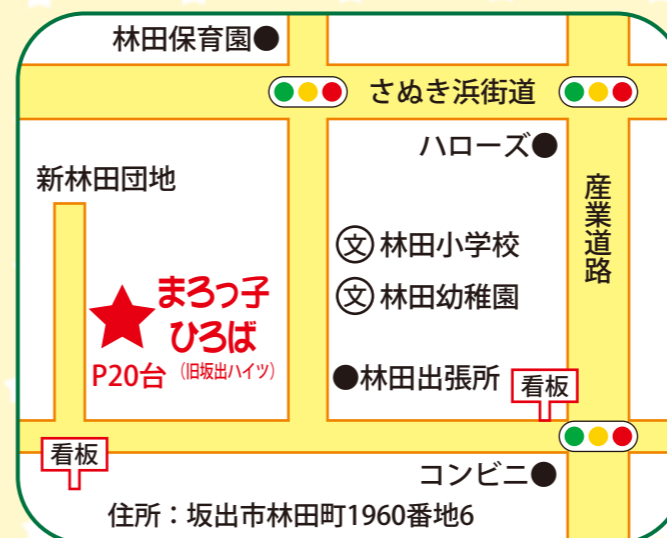 林田保育園●
さぬき浜街道
ハローズ●
新林田団地
産業道路
文 林田小学校
文 林田幼稚園
まろっ子
ひろば
P20台 (旧坂出ハイツ)
●林田出張所
看板
看板
コンビニ●
住所：坂出市林田町1960番地6